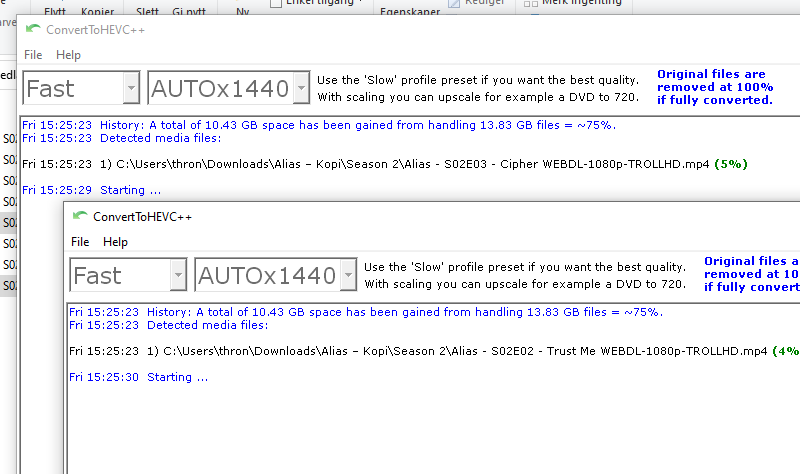 Flytt Kopier Slett Gi nytt Ny Enkel tilgang Egenskaper Rediger Merk ingenting
ConvertToHEVC++
File Help
Fast AUTOx1440
Use the 'Slow' profile preset if you want the best quality.
With scaling you can upscale for example a DVD to 720.
Original files are
removed at 100%
if fully converted.
Fri 15:25:23 History: A total of 10.43 GB space has been gained from handling 13.83 GB files = ~75%.
Fri 15:25:23 Detected media files:
Fri 15:25:23 1) C:\Users\thron\Downloads\Alias – Kopi\Season 2\Alias - S02E03 - Cipher WEBDL-1080p-TROLLHD.mp4 (5%)
Fri 15:25:29 Starting ...
ConvertToHEVC++
File Help
Fast AUTOx1440
Use the 'Slow' profile preset if you want the best quality.
With scaling you can upscale for example a DVD to 720.
Original files a
removed at 10
if fully convert
Fri 15:25:23 History: A total of 10.43 GB space has been gained from handling 13.83 GB files = ~75%.
Fri 15:25:23 Detected media files:
Fri 15:25:23 1) C:\Users\thron\Downloads\Alias – Kopi\Season 2\Alias - S02E02 - Trust Me WEBDL-1080p-TROLLHD.mp4 (4%
Fri 15:25:30 Starting ...
S02
S02
S02
S02
S02
S02
S02
S02